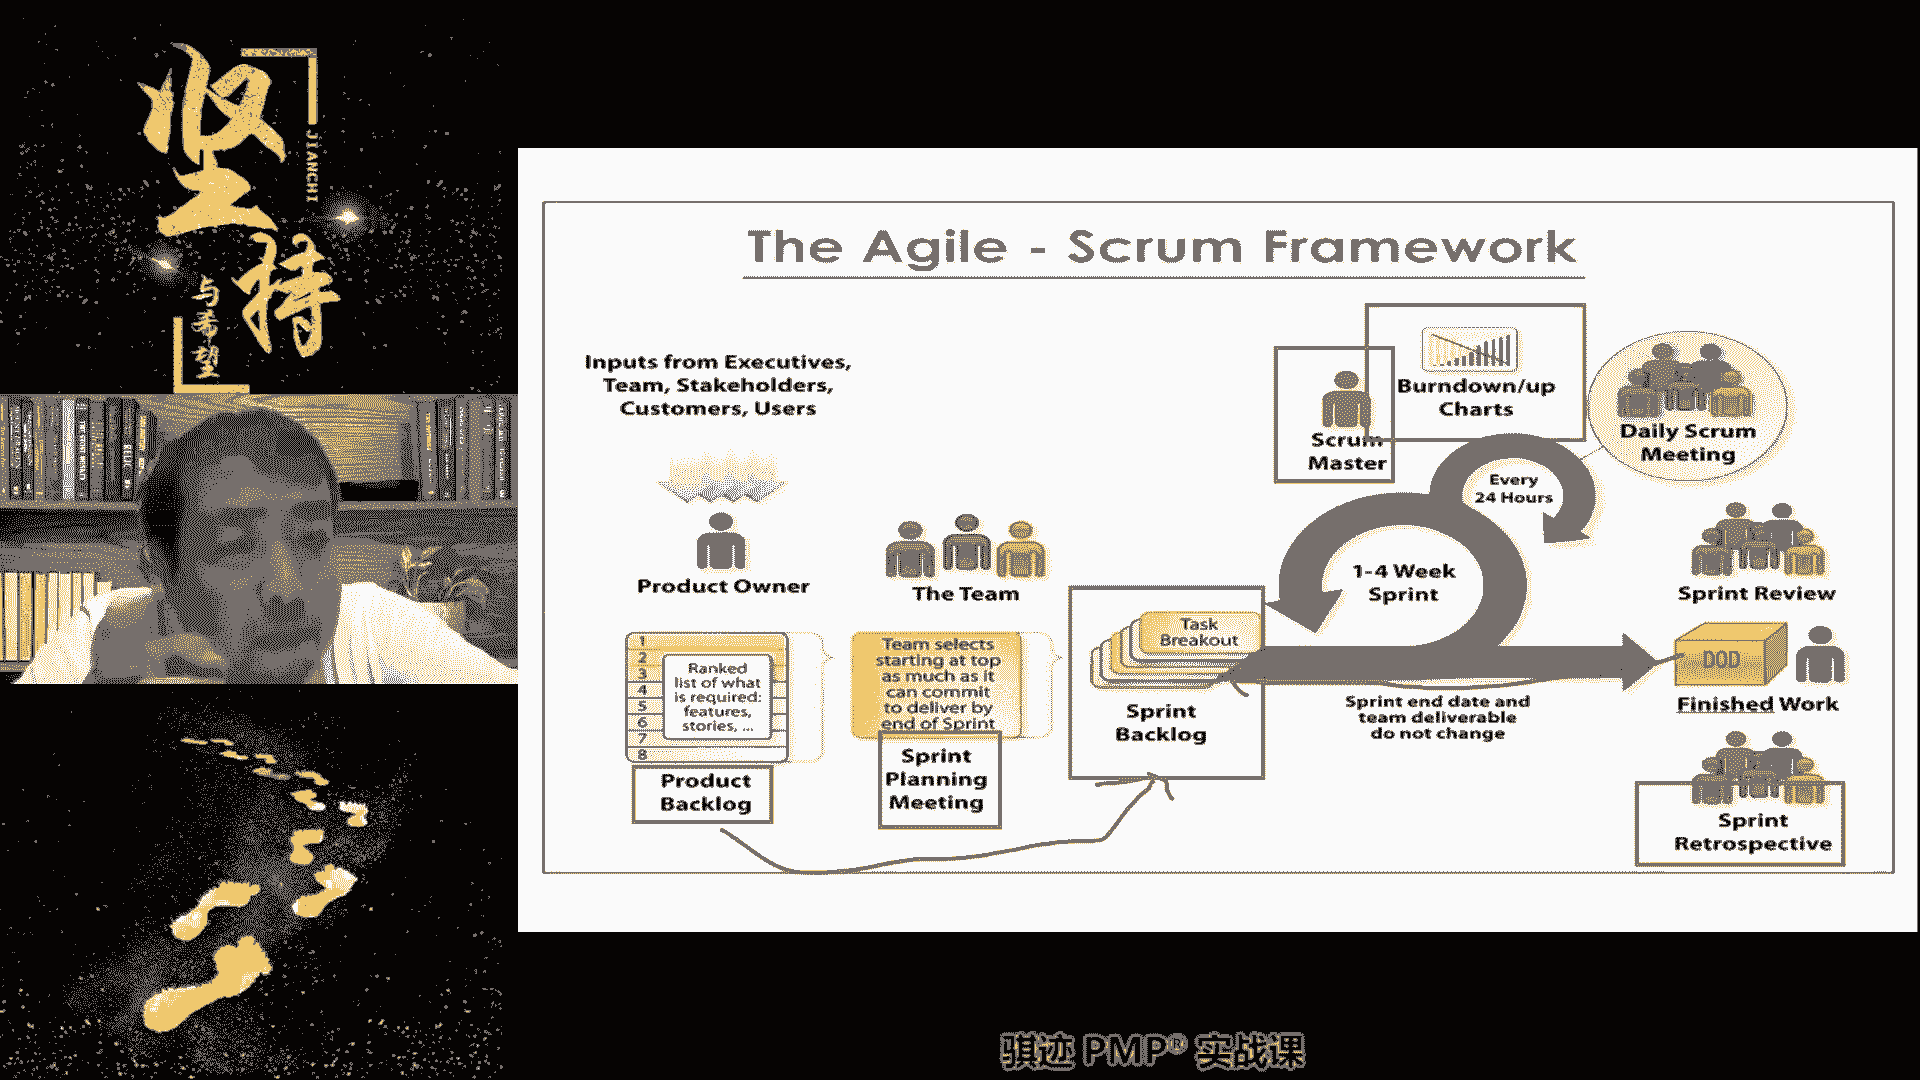 坚持
JIANCHI
与希望
The Agile - Scrum Framework
Inputs from Executives,
Team, Stakeholders,
Customers, Users
Product Owner
The Team
1
2
3
4
5
6
7
8
Ranked
list of what
is required:
features,
stories, ...
Product
Backlog
Team selects
starting at top
as much as it
can commit
to deliver by
end of Sprint
Sprint
Planning
Meeting
Task
Breakout
Sprint
Backlog
Scrum
Master
Burndown/up
Charts
Every
24 Hours
1-4 Week
Sprint
Sprint end date and
team deliverable
do not change
Daily Scrum
Meeting
Sprint Review
DOD
Finished Work
Sprint
Retrospective
骐迹 PMP® 实战课